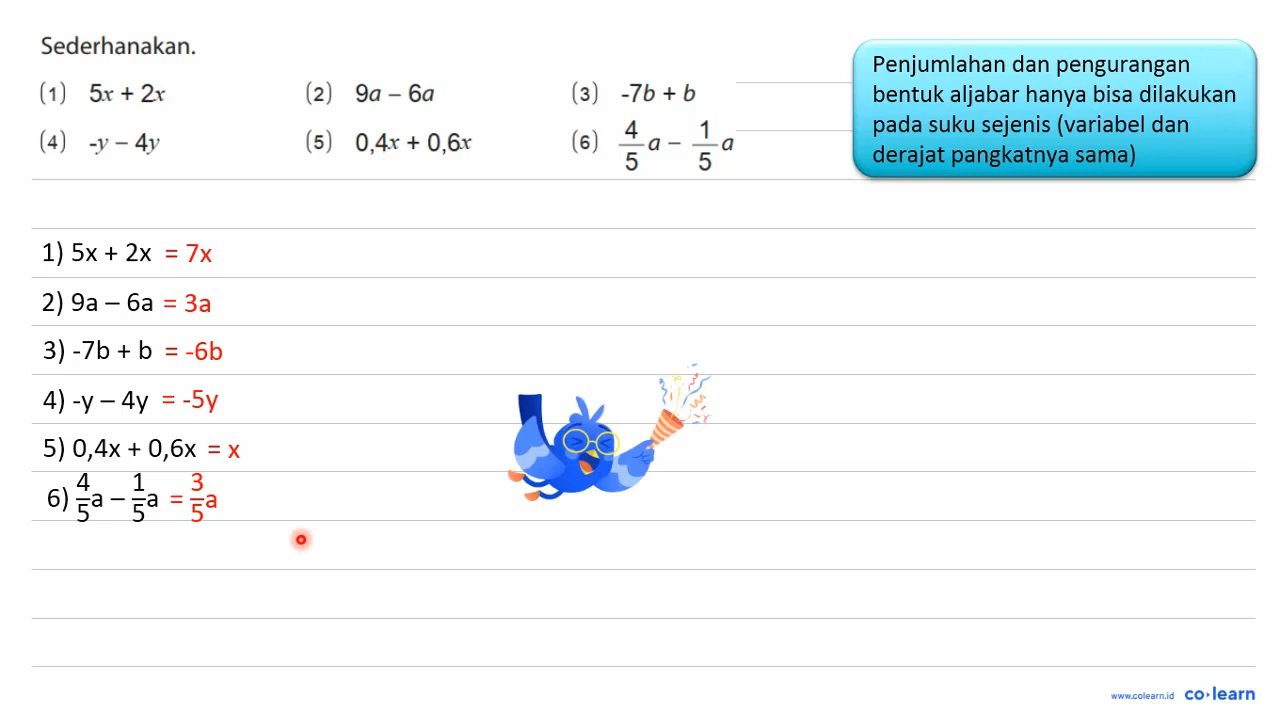 Sederhanakan.
(1) 5x + 2x (2) 9a – 6a (3) -7b + b
(4) -y – 4y (5) 0,4x + 0,6x (6) 4/5 a – 1/5 a
Penjumlahan dan pengurangan
bentuk aljabar hanya bisa dilakukan
pada suku sejenis (variabel dan
derajat pangkatnya sama)
1) 5x + 2x = 7x
2) 9a – 6a = 3a
3) -7b + b = -6b
4) -y – 4y = -5y
5) 0,4x + 0,6x = x
6) 4/5 a – 1/5 a = 3/5 a
www.colearn.id co•learn